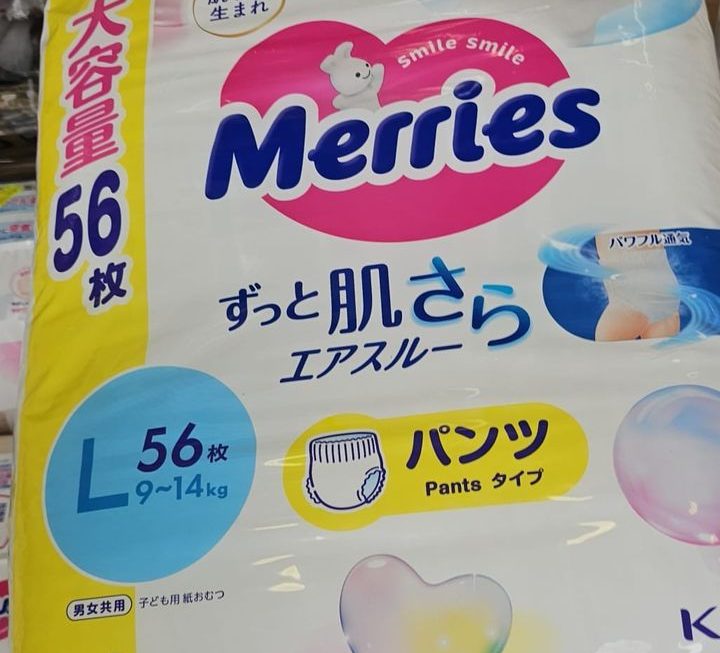 生まれ
大容量
56
枚
smile smile
Merries
パワフル通気
ずっと肌さら
エアスルー
L 56枚
9~14kg
パンツ
Pants タイプ
男女共用 子ども用 紙おむつ